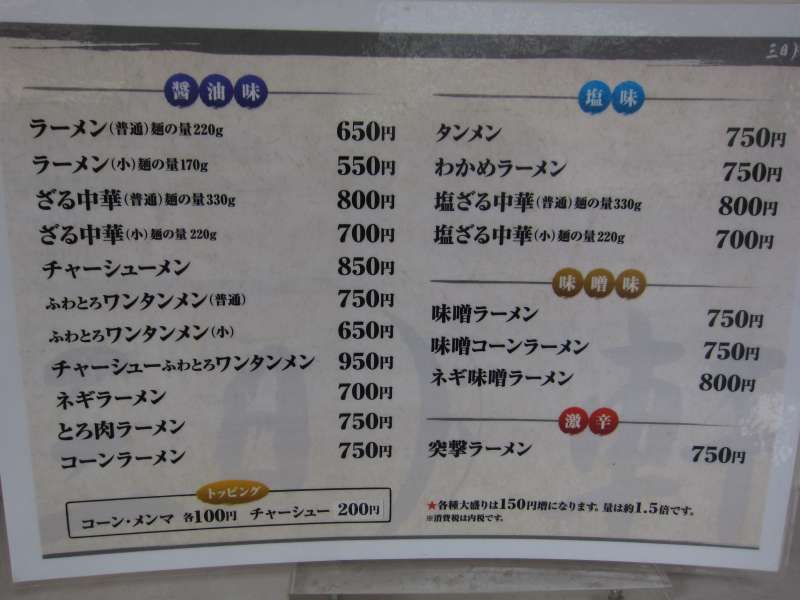 三日月
醤油味
ラーメン(普通)麺の量220g 650円
ラーメン(小)麺の量170g 550円
ざる中華(普通)麺の量330g 800円
ざる中華(小)麺の量220g 700円
チャーシューメン 850円
ふわとろワンタンメン(普通) 750円
ふわとろワンタンメン(小) 650円
チャーシューふわとろワンタンメン 950円
ネギラーメン 700円
とろ肉ラーメン 750円
コーンラーメン 750円
トッピング
コーン・メンマ 各100円 チャーシュー 200円
塩味
タンメン 750円
わかめラーメン 750円
塩ざる中華(普通)麺の量330g 800円
塩ざる中華(小)麺の量220g 700円
味噌味
味噌ラーメン 750円
味噌コーンラーメン 750円
ネギ味噌ラーメン 800円
激辛
突撃ラーメン 750円
★各種大盛りは150円増になります。量は約1.5倍です。
※消費税は内税です。